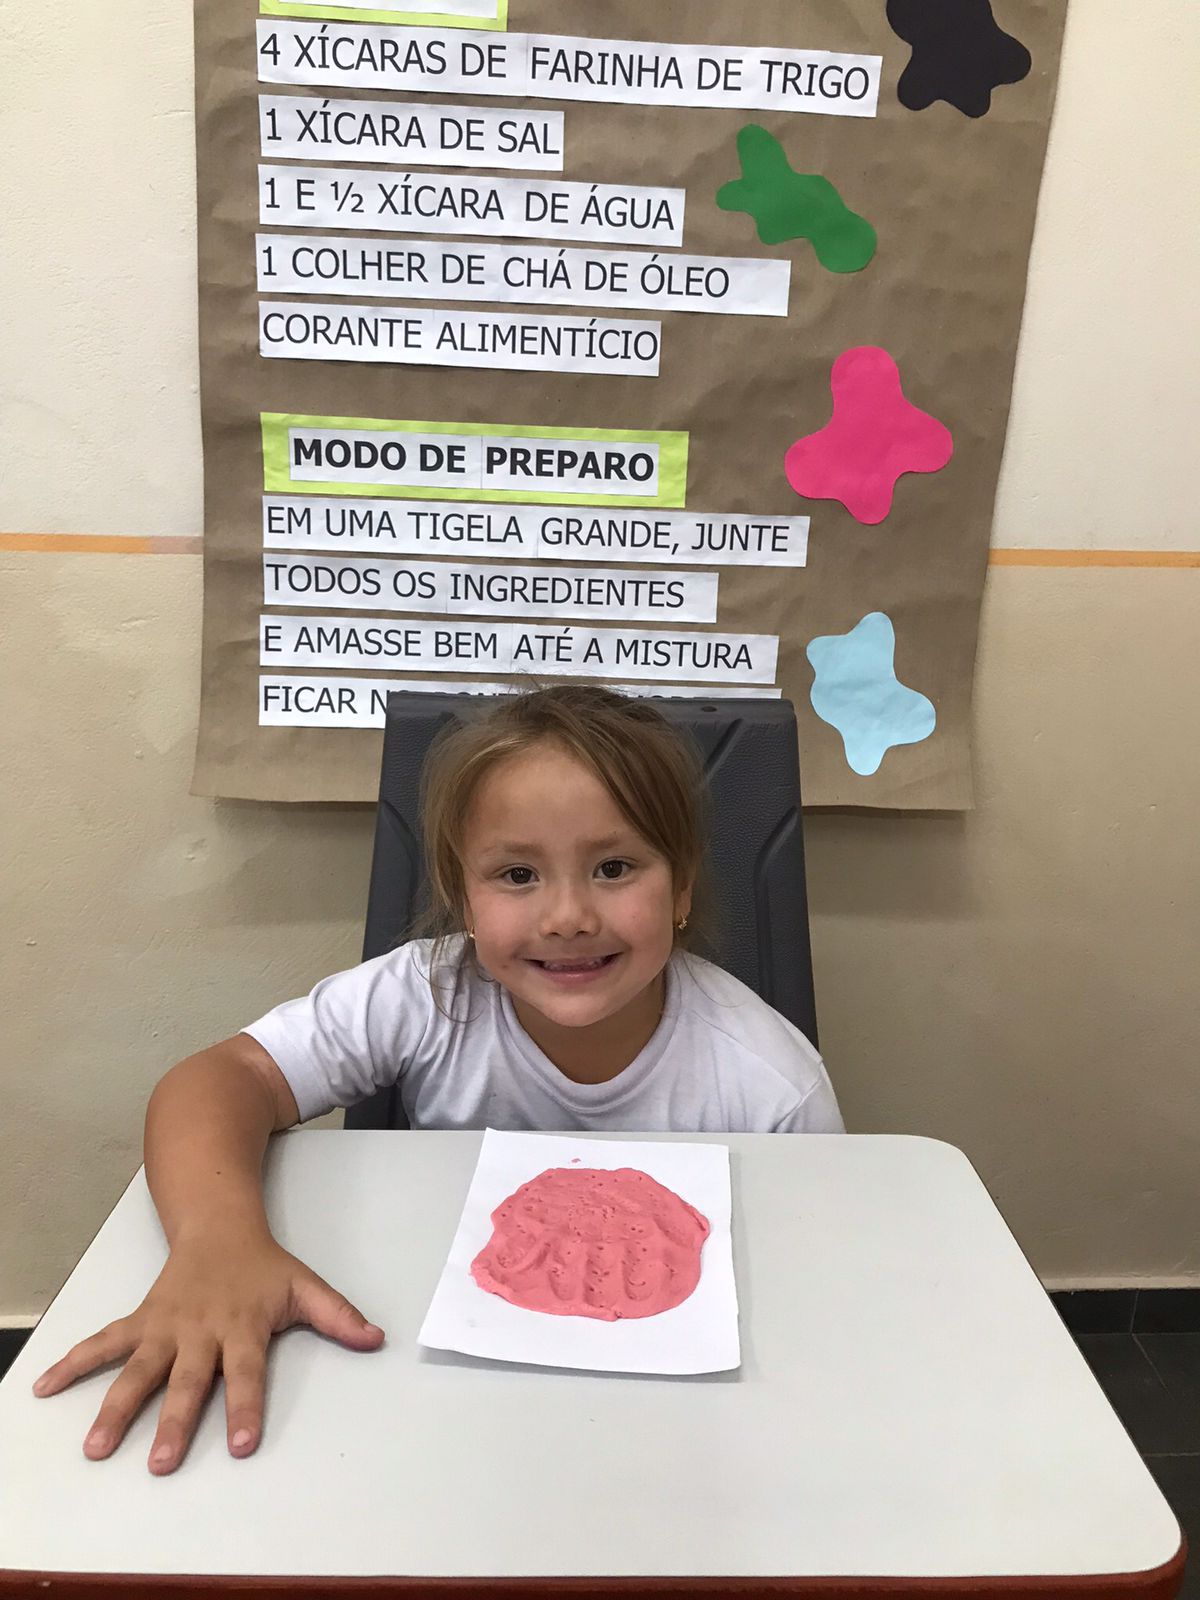 4 XÍCARAS DE FARINHA DE TRIGO
1 XÍCARA DE SAL
1 E ½ XÍCARA DE ÁGUA
1 COLHER DE CHÁ DE ÓLEO
CORANTE ALIMENTÍCIO
MODO DE PREPARO
EM UMA TIGELA GRANDE, JUNTE
TODOS OS INGREDIENTES
E AMASSE BEM ATÉ A MISTURA
FICAR